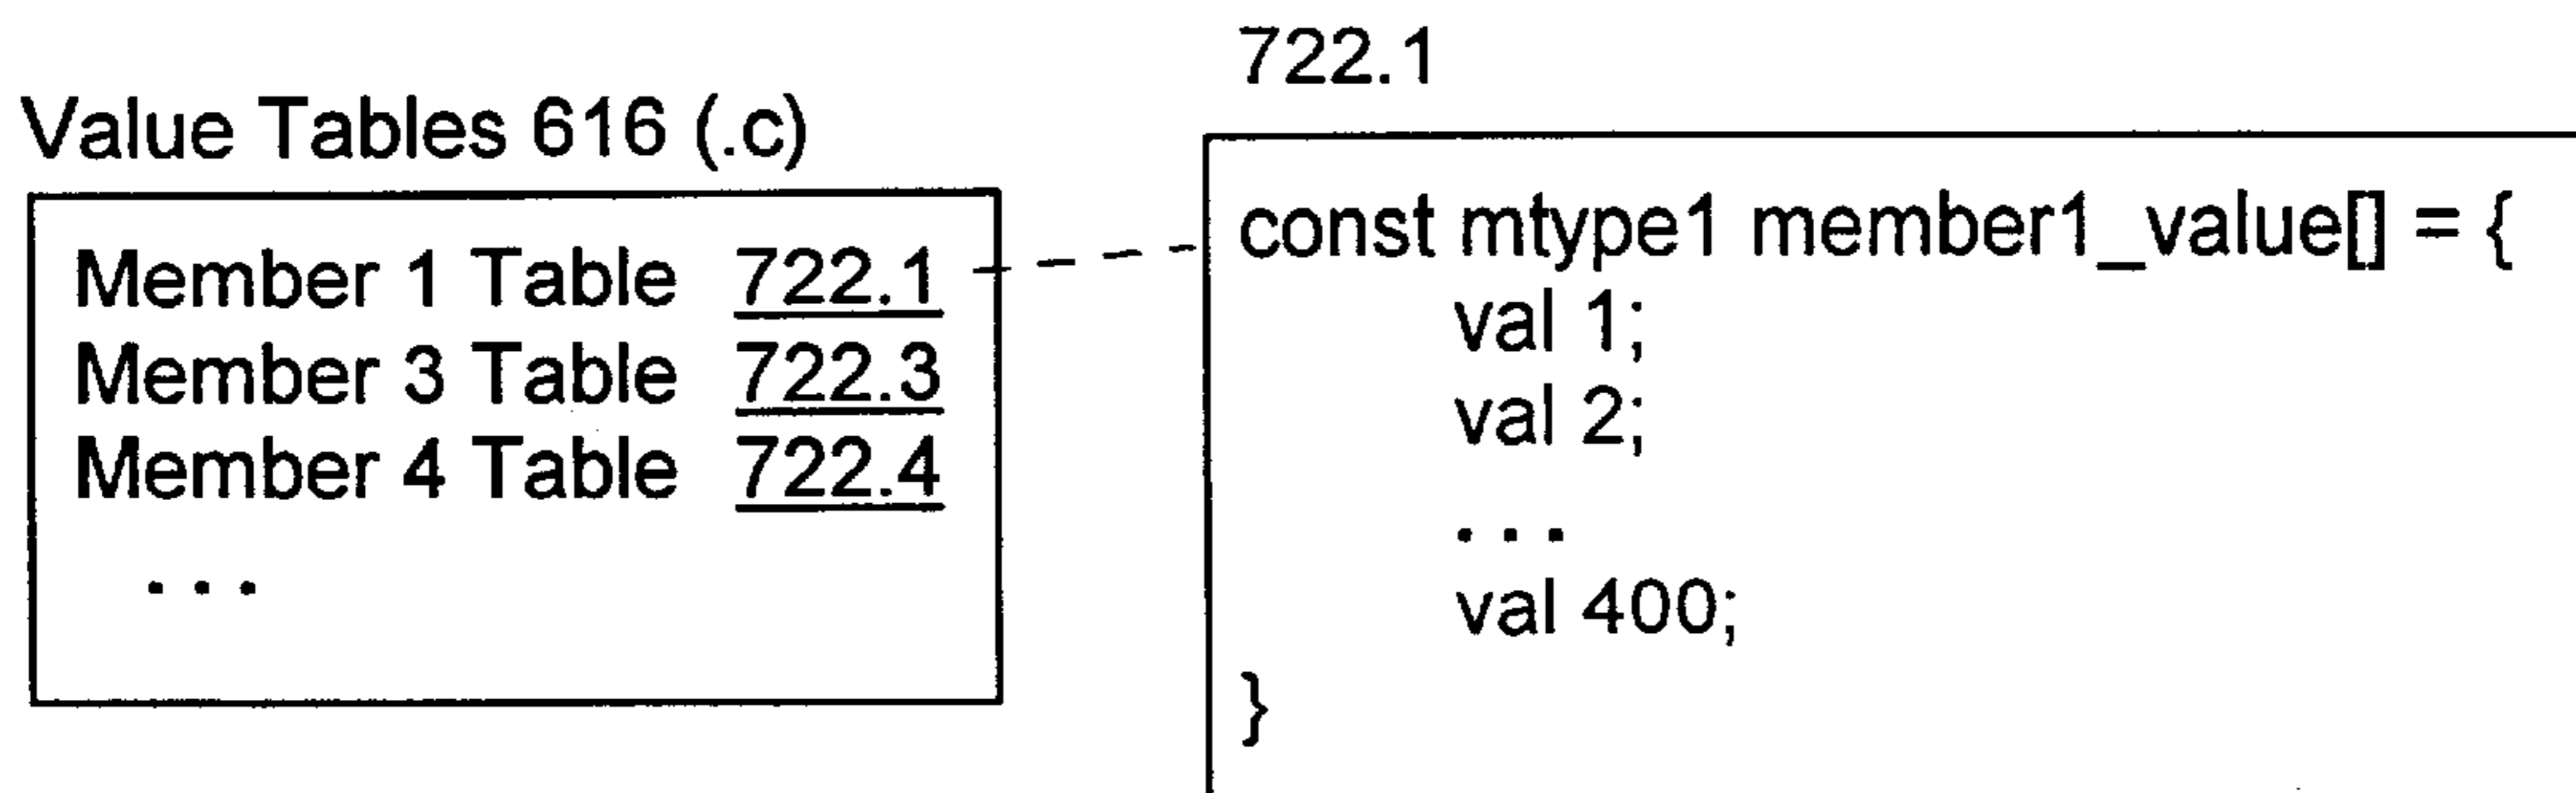 Value Tables 616 (.c)
Member 1 Table 722.1
Member 3 Table 722.3
Member 4 Table 722.4
. . .
722.1
const mtype1 member1_value[] = {
val 1;
val 2;
. . .
val 400;
}